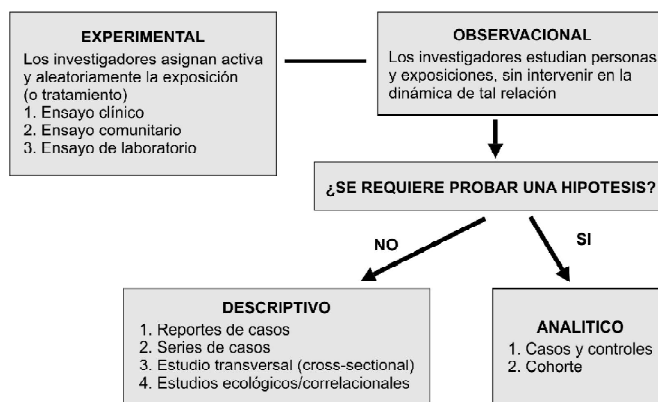 EXPERIMENTAL
Los investigadores asignan activa
y aleatoriamente la exposición
(o tratamiento)
1. Ensayo clínico
2. Ensayo comunitario
3. Ensayo de laboratorio
OBSERVACIONAL
Los investigadores estudian personas
y exposiciones, sin intervenir en la
dinámica de tal relación
¿SE REQUIERE PROBAR UNA HIPOTESIS?
NO
SI
DESCRIPTIVO
1. Reportes de casos
2. Series de casos
3. Estudio transversal (cross-sectional)
4. Estudios ecológicos/correlacionales
ANALITICO
1. Casos y controles
2. Cohorte